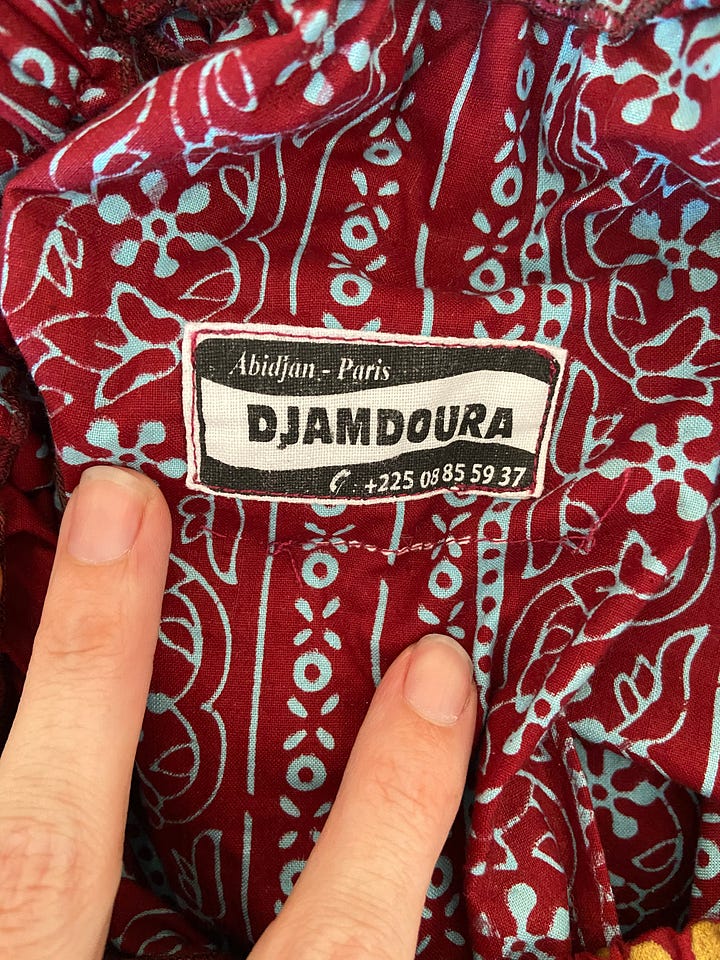 Abidjan - Paris
DJAMDOURA
+225 08 85 59 37